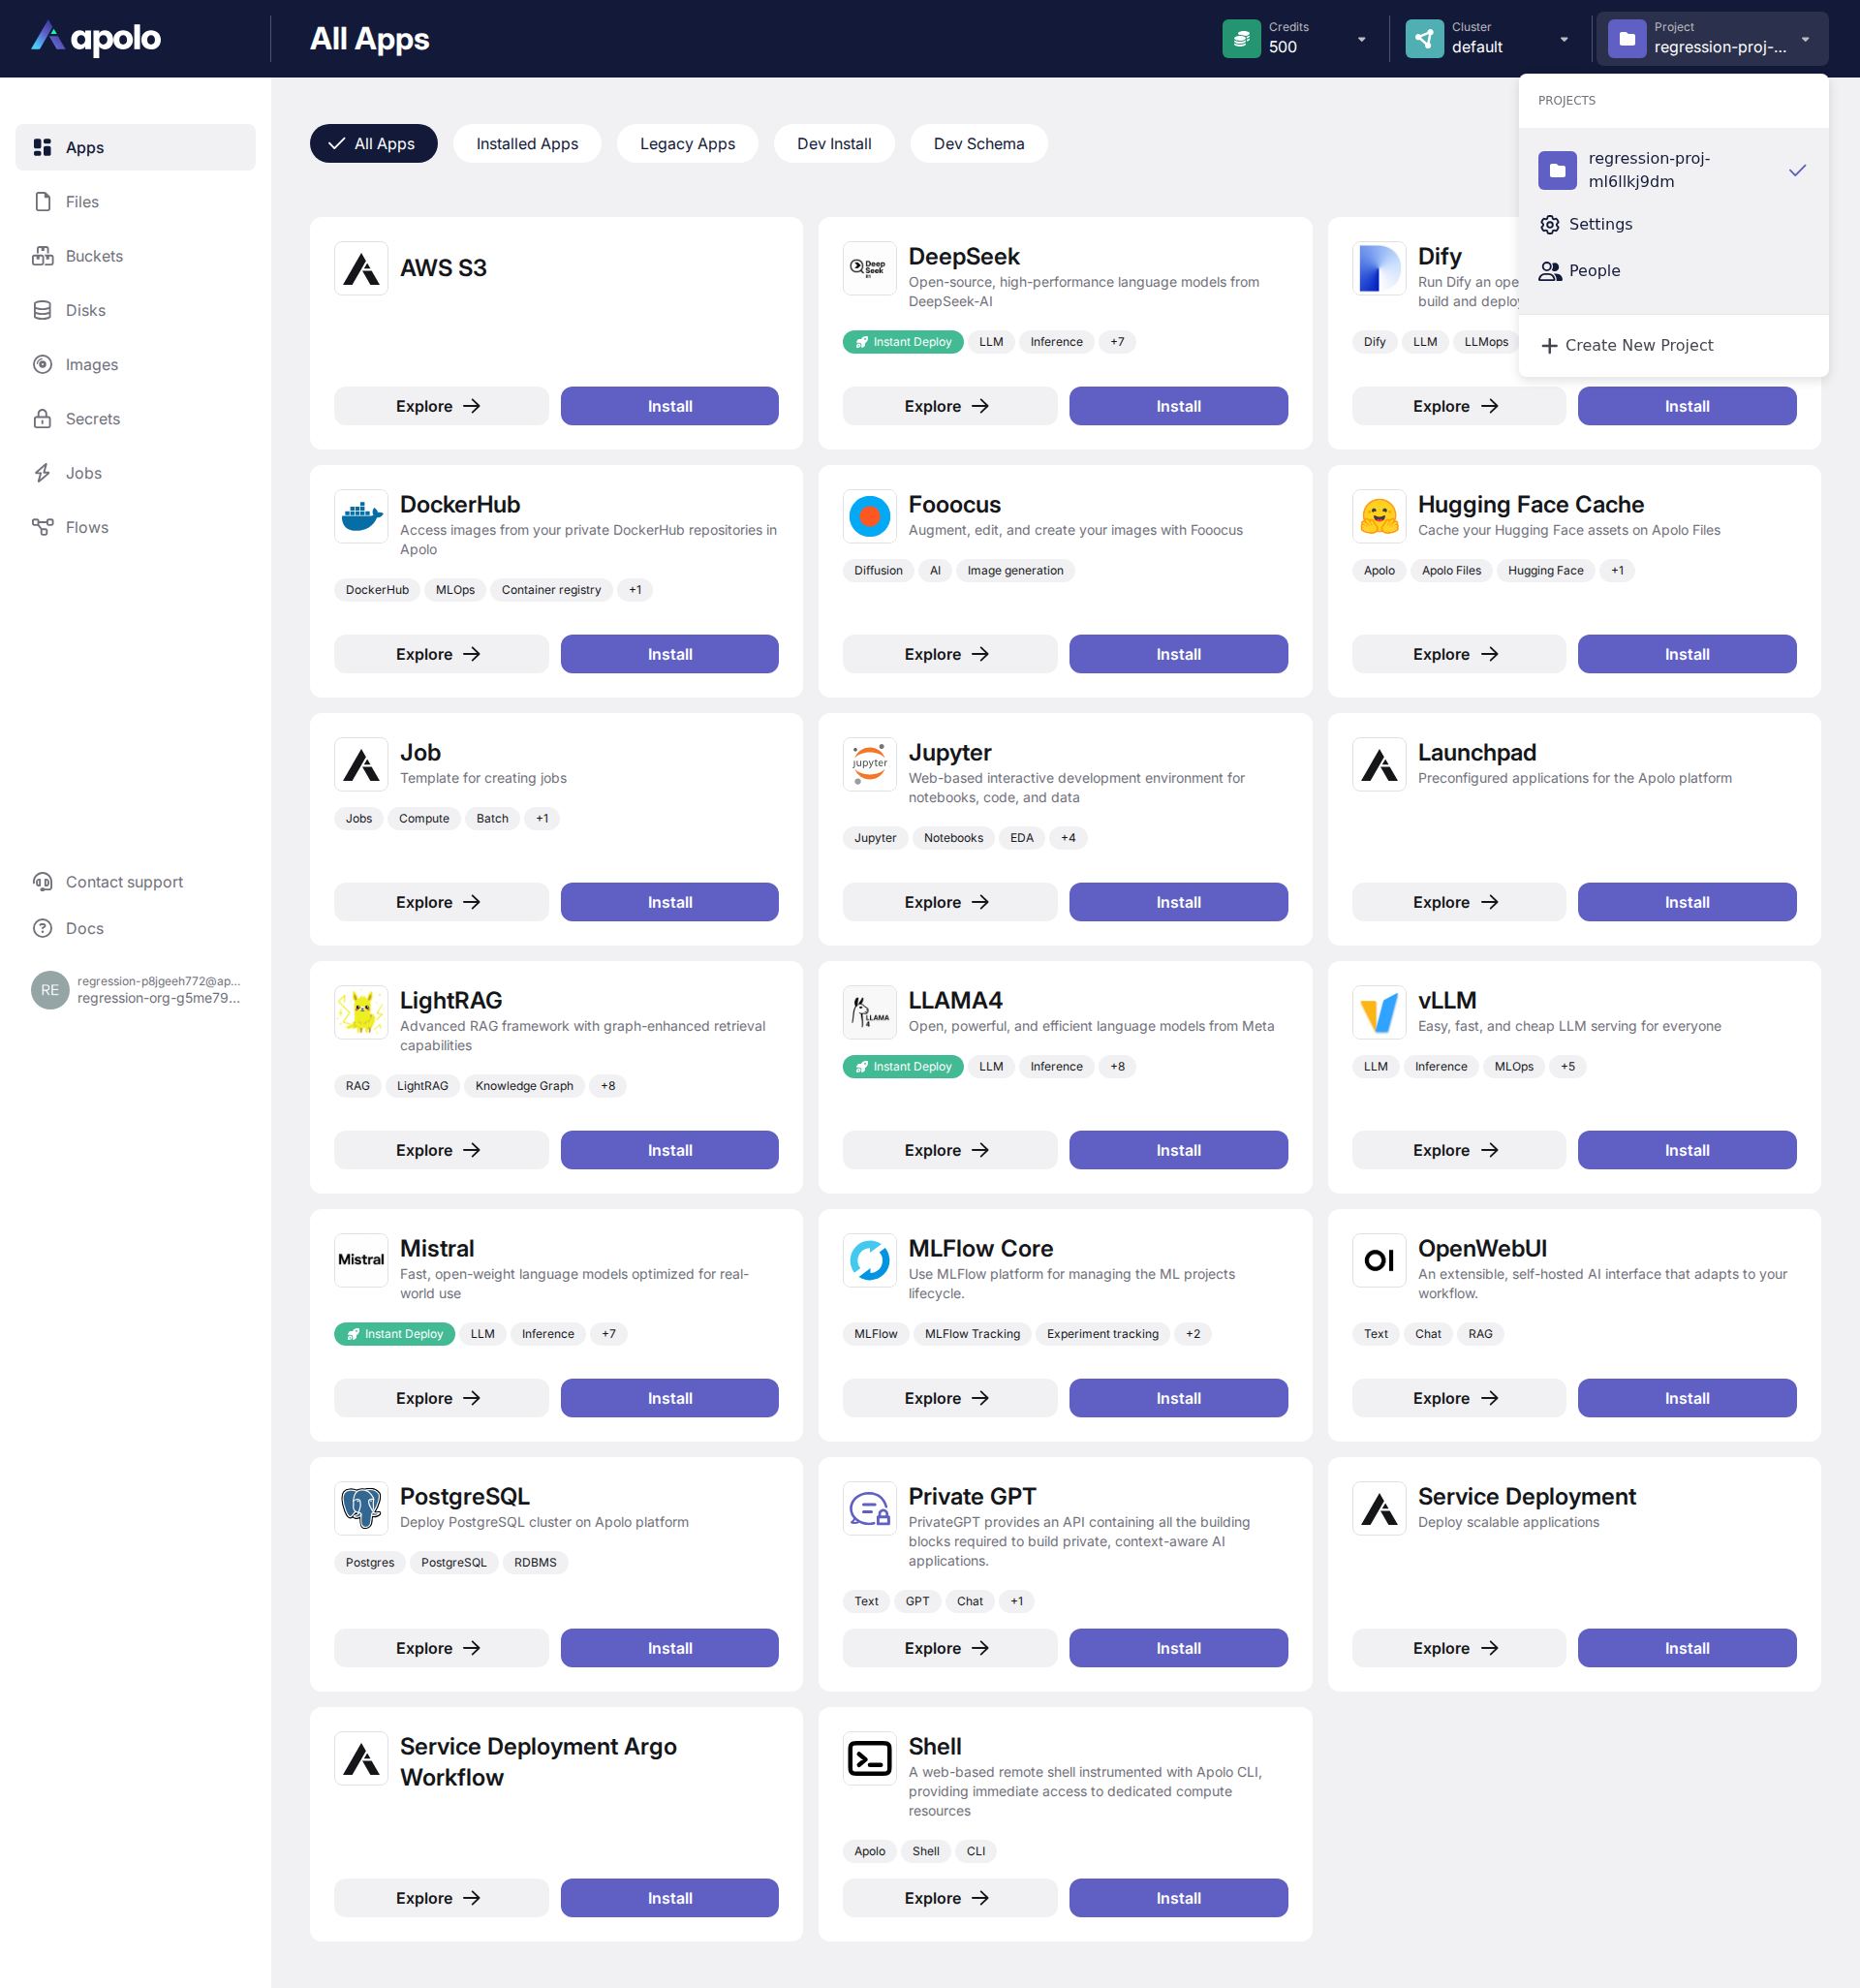 apolo
All Apps
Credits
500
Cluster
default
Project
regression-proj-...
PROJECTS
regression-proj-
ml6llkj9dm
Settings
People
Create New Project
Apps
Files
Buckets
Disks
Images
Secrets
Jobs
Flows
Contact support
Docs
RE
regression-p8jgeeh772@ap...
regression-org-g5me79...
All Apps
Installed Apps
Legacy Apps
Dev Install
Dev Schema
AWS S3
Explore
Install
Deep
Seek
R1
DeepSeek
Open-source, high-performance language models from
DeepSeek-AI
Instant Deploy
LLM
Inference
+7
Explore
Install
Dify
Run Dify an ope
build and deploy
Dify
LLM
LLMops
Explore
Install
DockerHub
Access images from your private DockerHub repositories in
Apolo
DockerHub
MLOps
Container registry
+1
Explore
Install
Fooocus
Augment, edit, and create your images with Fooocus
Diffusion
AI
Image generation
Explore
Install
Hugging Face Cache
Cache your Hugging Face assets on Apolo Files
Apolo
Apolo Files
Hugging Face
+1
Explore
Install
Job
Template for creating jobs
Jobs
Compute
Batch
+1
Explore
Install
jupyter
Jupyter
Web-based interactive development environment for
notebooks, code, and data
Jupyter
Notebooks
EDA
+4
Explore
Install
Launchpad
Preconfigured applications for the Apolo platform
Explore
Install
LightRAG
Advanced RAG framework with graph-enhanced retrieval
capabilities
RAG
LightRAG
Knowledge Graph
+8
Explore
Install
LLAMA
4
LLAMA4
Open, powerful, and efficient language models from Meta
Instant Deploy
LLM
Inference
+8
Explore
Install
vLLM
Easy, fast, and cheap LLM serving for everyone
LLM
Inference
MLOps
+5
Explore
Install
Mistral
Mistral
Fast, open-weight language models optimized for real-
world use
Instant Deploy
LLM
Inference
+7
Explore
Install
MLFlow Core
Use MLFlow platform for managing the ML projects
lifecycle.
MLFlow
MLFlow Tracking
Experiment tracking
+2
Explore
Install
OI
OpenWebUI
An extensible, self-hosted AI interface that adapts to your
workflow.
Text
Chat
RAG
Explore
Install
PostgreSQL
Deploy PostgreSQL cluster on Apolo platform
Postgres
PostgreSQL
RDBMS
Explore
Install
Private GPT
PrivateGPT provides an API containing all the building
blocks required to build private, context-aware AI
applications.
Text
GPT
Chat
+1
Explore
Install
Service Deployment
Deploy scalable applications
Explore
Install
Service Deployment Argo
Workflow
Explore
Install
Shell
A web-based remote shell instrumented with Apolo CLI,
providing immediate access to dedicated compute
resources
Apolo
Shell
CLI
Explore
Install